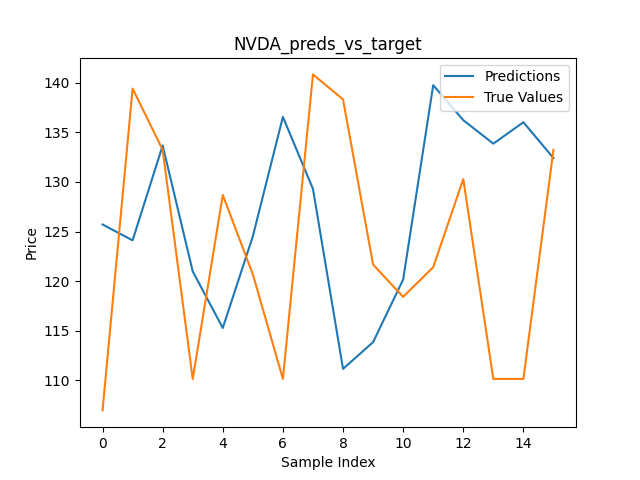 NVDA_preds_vs_target
Predictions
True Values
140
135
130
125
120
115
110
Price
0 2 4 6 8 10 12 14
Sample Index